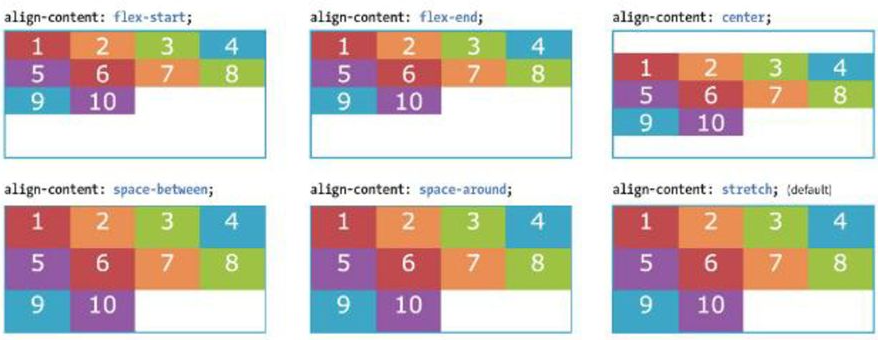 align-content: flex-start;
1 2 3 4
5 6 7 8
9 10
align-content: flex-end;
1 2 3 4
5 6 7 8
9 10
align-content: center;
1 2 3 4
5 6 7 8
9 10
align-content: space-between;
1 2 3 4
5 6 7 8
9 10
align-content: space-around;
1 2 3 4
5 6 7 8
9 10
align-content: stretch; (default)
1 2 3 4
5 6 7 8
9 10